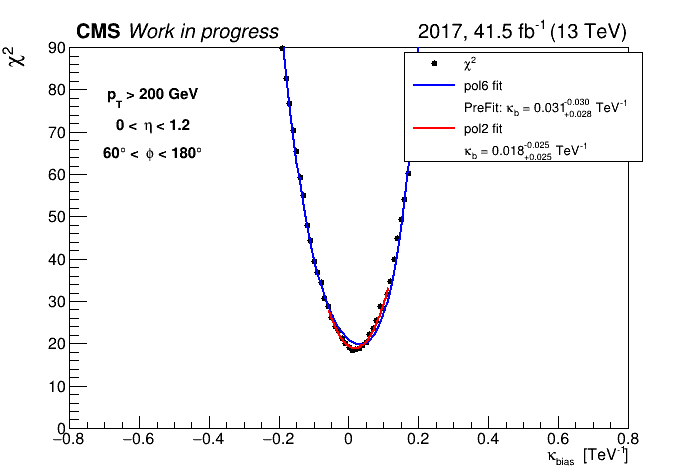 CMS Work in progress
2017, 41.5 fb⁻¹ (13 TeV)
χ²
90
80
70
60
50
40
30
20
10
0
p_T > 200 GeV
0 < η < 1.2
60° < ϕ < 180°
χ²
pol6 fit
PreFit: κ_b = 0.031^{-0.030}_{+0.028} TeV⁻¹
pol2 fit
κ_b = 0.018^{-0.025}_{+0.025} TeV⁻¹
−0.8 −0.6 −0.4 −0.2 0 0.2 0.4 0.6 0.8
κ_bias [TeV⁻¹]